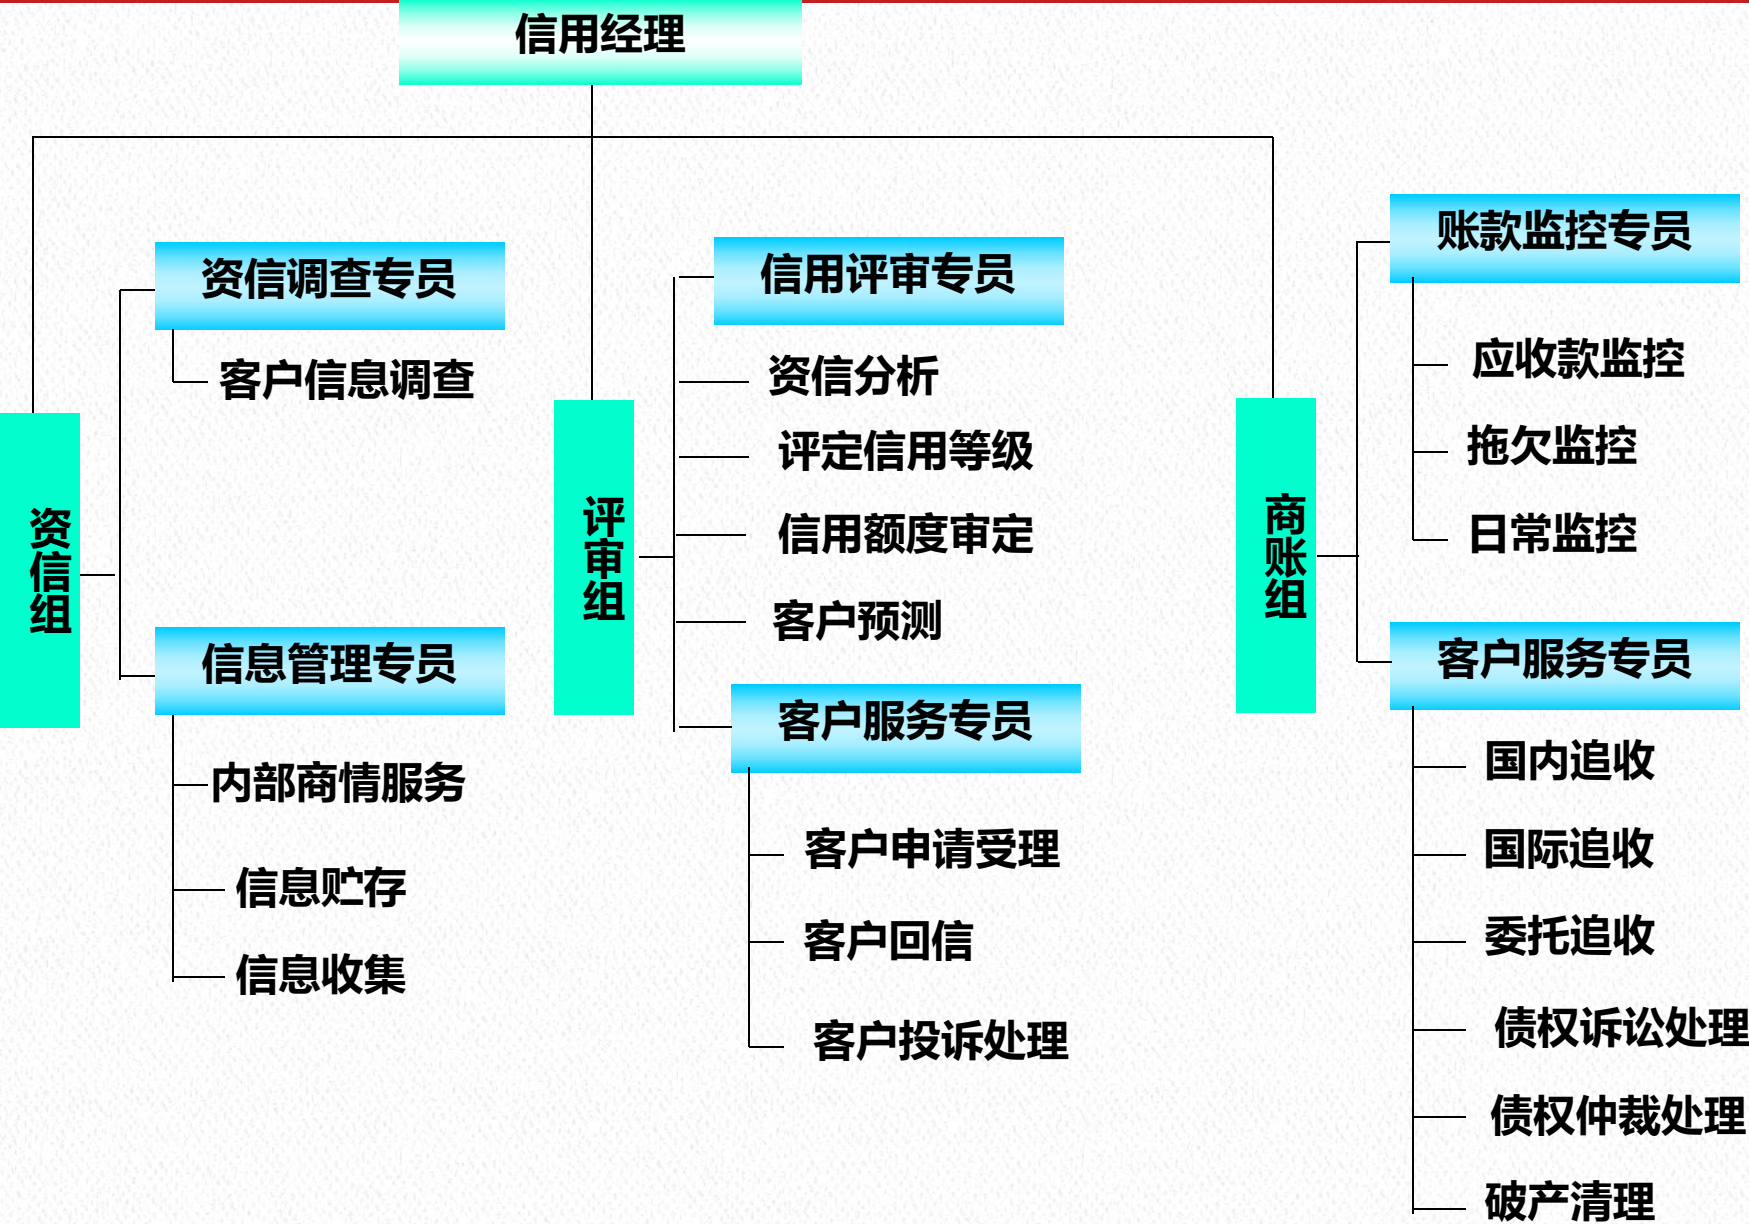 信用经理
资信组
资信调查专员
客户信息调查
信息管理专员
内部商情服务
信息贮存
信息收集
评审组
信用评审专员
资信分析
评定信用等级
信用额度审定
客户预测
客户服务专员
客户申请受理
客户回信
客户投诉处理
商账组
账款监控专员
应收款监控
拖欠监控
日常监控
客户服务专员
国内追收
国际追收
委托追收
债权诉讼处理
债权仲裁处理
破产清理